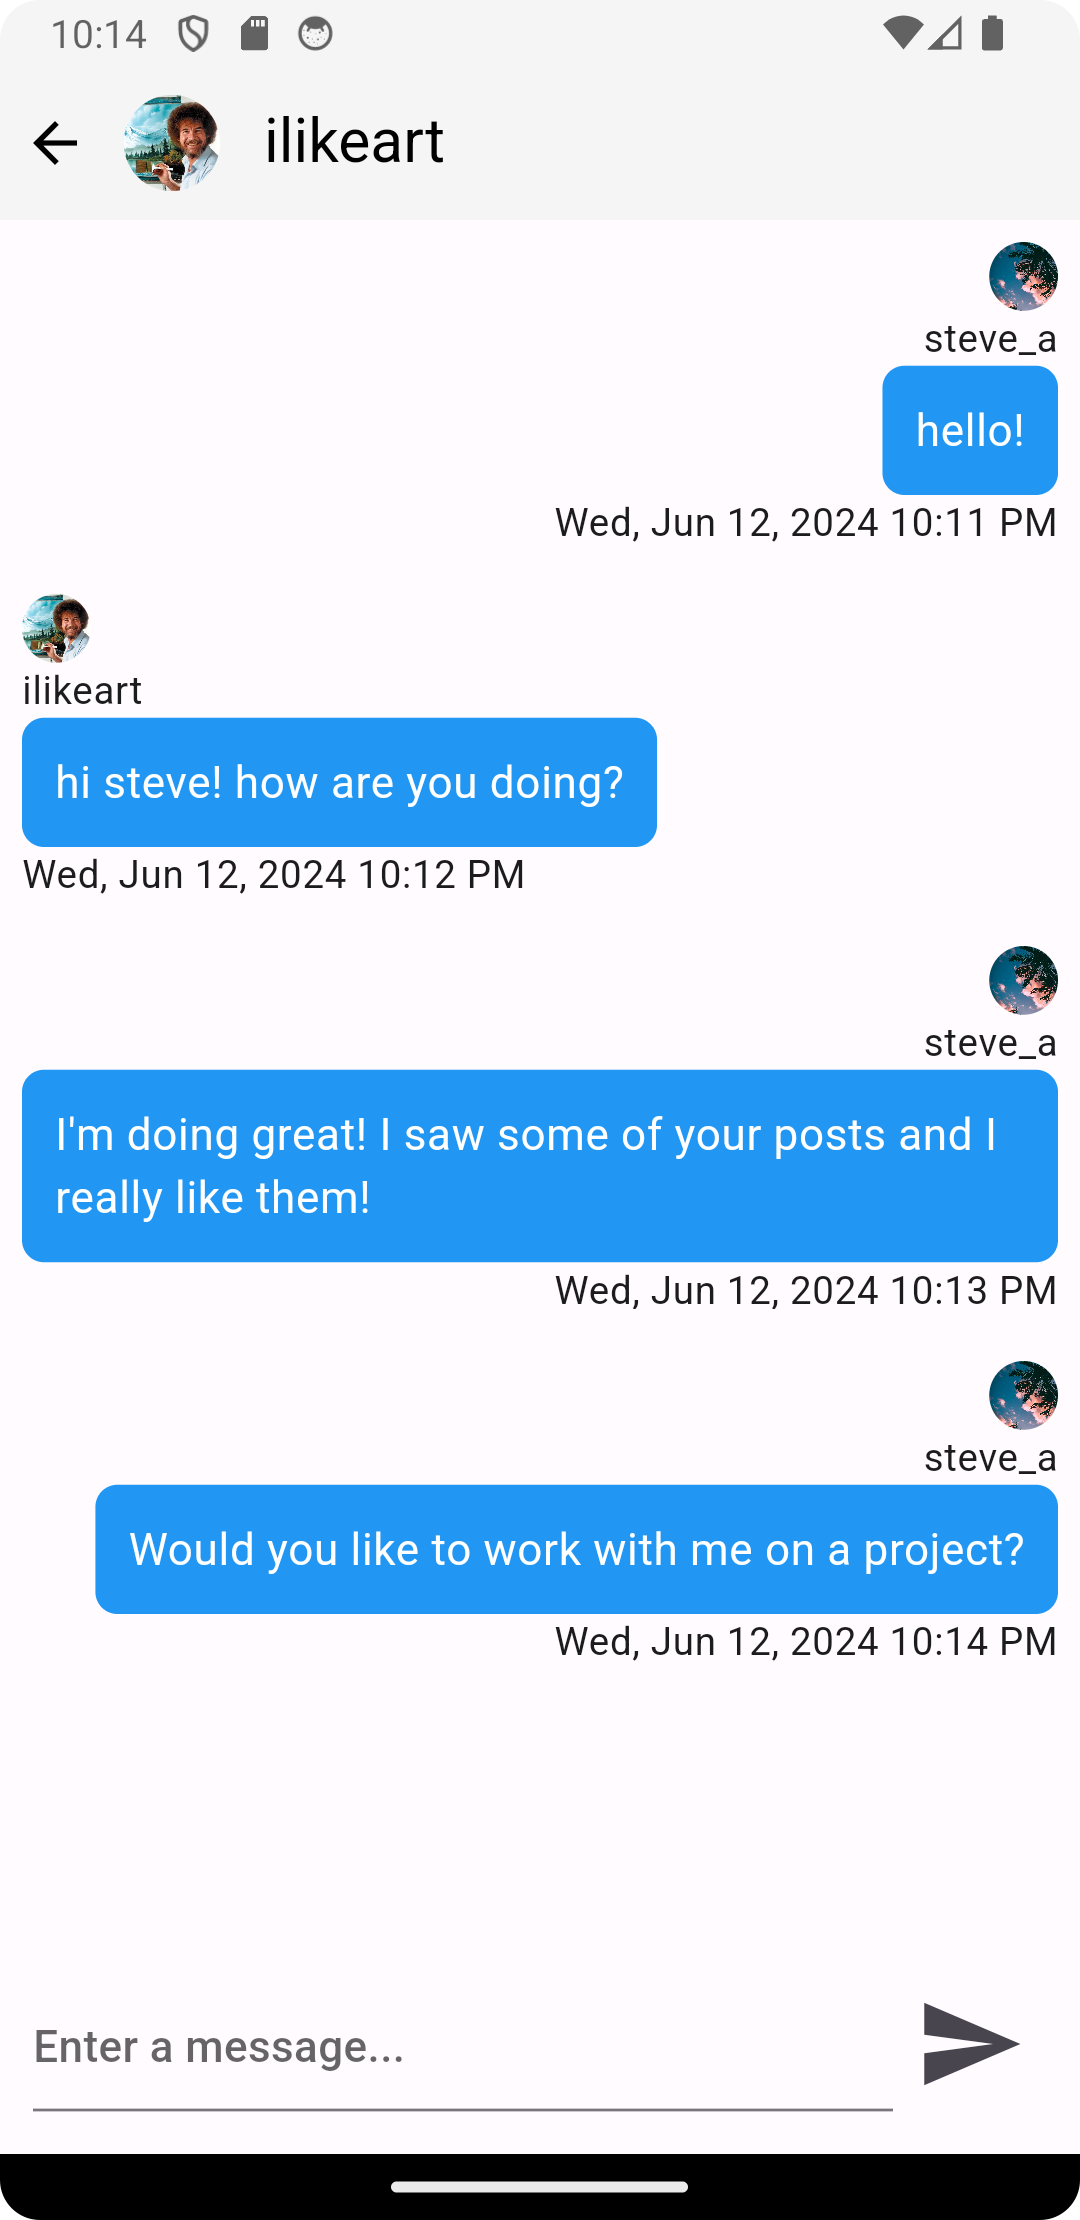 10:14
ilikeart
steve_a
hello!
Wed, Jun 12, 2024 10:11 PM
ilikeart
hi steve! how are you doing?
Wed, Jun 12, 2024 10:12 PM
steve_a
I'm doing great! I saw some of your posts and I
really like them!
Wed, Jun 12, 2024 10:13 PM
steve_a
Would you like to work with me on a project?
Wed, Jun 12, 2024 10:14 PM
Enter a message...